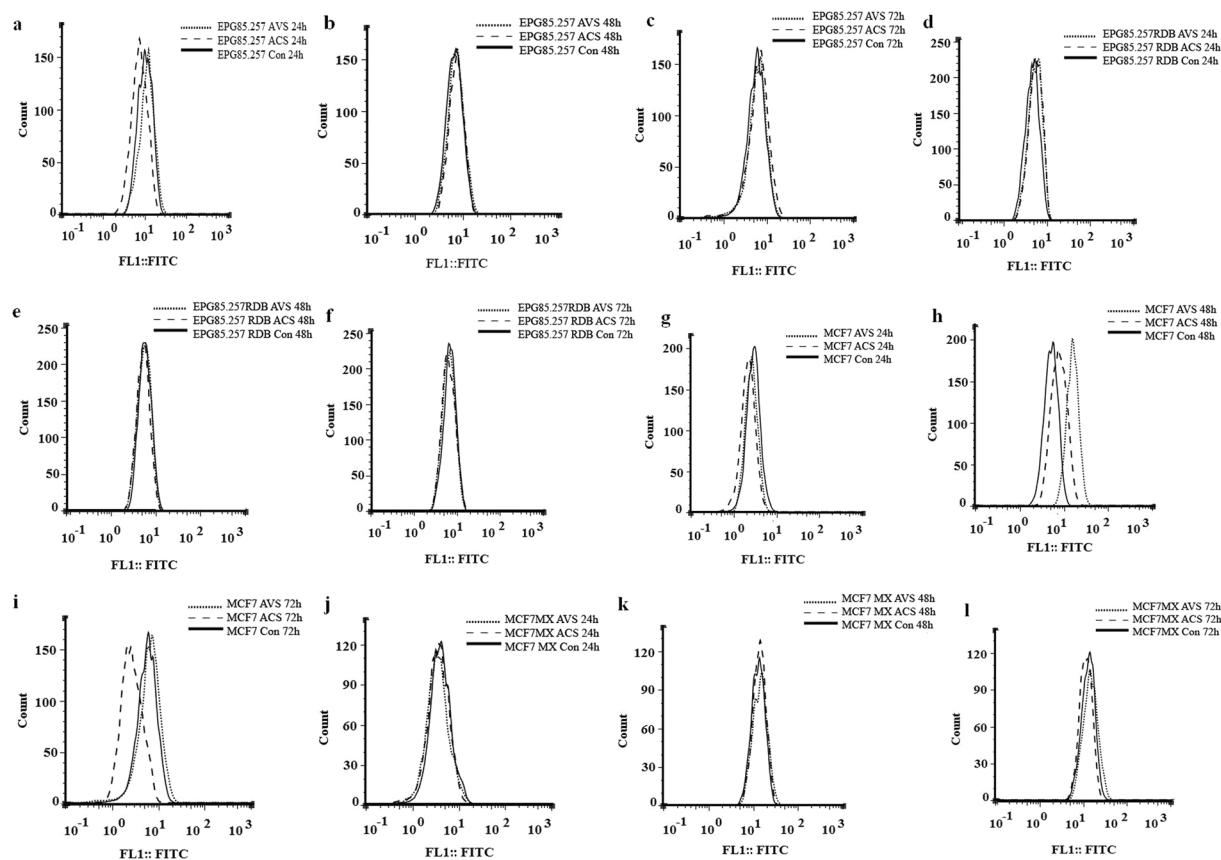 a
EPG85.257 AVS 24h
EPG85.257 ACS 24h
EPG85.257 Con 24h
150
100
50
0
Count
10-1 100 101 102 103
FL1::FITC
b
EPG85.257 AVS 48h
EPG85.257 ACS 48h
EPG85.257 Con 48h
200
150
100
50
0
Count
10-1 100 101 102 103
FL1::FITC
c
EPG85.257 AVS 72h
EPG85.257 ACS 72h
EPG85.257 Con 72h
150
100
50
0
Count
10-1 100 101 102 103
FL1:: FITC
d
EPG85.257RDB AVS 24h
EPG85.257 RDB ACS 24h
EPG85.257 RDB Con 24h
250
200
150
100
50
0
Count
10-1 100 101 102 103
FL1:: FITC
e
EPG85.257RDB AVS 48h
EPG85.257 RDB ACS 48h
EPG85.257 RDB Con 48h
250
200
150
100
50
0
Count
10-1 100 101 102 103
FL1:: FITC
f
EPG85.257RDB AVS 72h
EPG85.257 RDB ACS 72h
EPG85.257 RDB Con 72h
250
200
150
100
50
0
Count
10-1 100 101 102 103
FL1:: FITC
g
MCF7 AVS 24h
MCF7 ACS 24h
MCF7 Con 24h
200
150
100
50
0
Count
10-1 100 101 102 103
FL1:: FITC
h
MCF7 AVS 48h
MCF7 ACS 48h
MCF7 Con 48h
200
150
100
50
0
Count
10-1 100 101 102 103
FL1:: FITC
i
MCF7 AVS 72h
MCF7 ACS 72h
MCF7 Con 72h
150
100
50
0
Count
10-1 100 101 102 103
FL1:: FITC
j
MCF7MX AVS 24h
MCF7MX ACS 24h
MCF7 MX Con 24h
120
90
60
30
0
Count
10-1 100 101 102 103
FL1:: FITC
k
MCF7 MX AVS 48h
MCF7 MX ACS 48h
MCF7 MX Con 48h
120
90
60
30
0
Count
10-1 100 101 102 103
FL1:: FITC
l
MCF7MX AVS 72h
MCF7MX ACS 72h
MCF7MX Con 72h
120
90
60
30
0
Count
10-1 100 101 102 103
FL1:: FITC